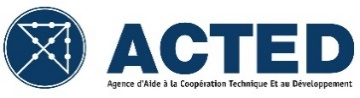 ACTED
Agence d'Aide à la Coopération Technique Et au Développement